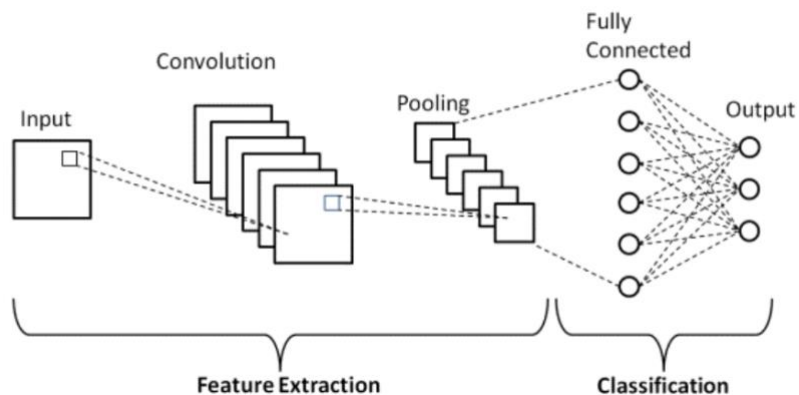 Input
Convolution
Pooling
Fully
Connected
Output
Feature Extraction
Classification